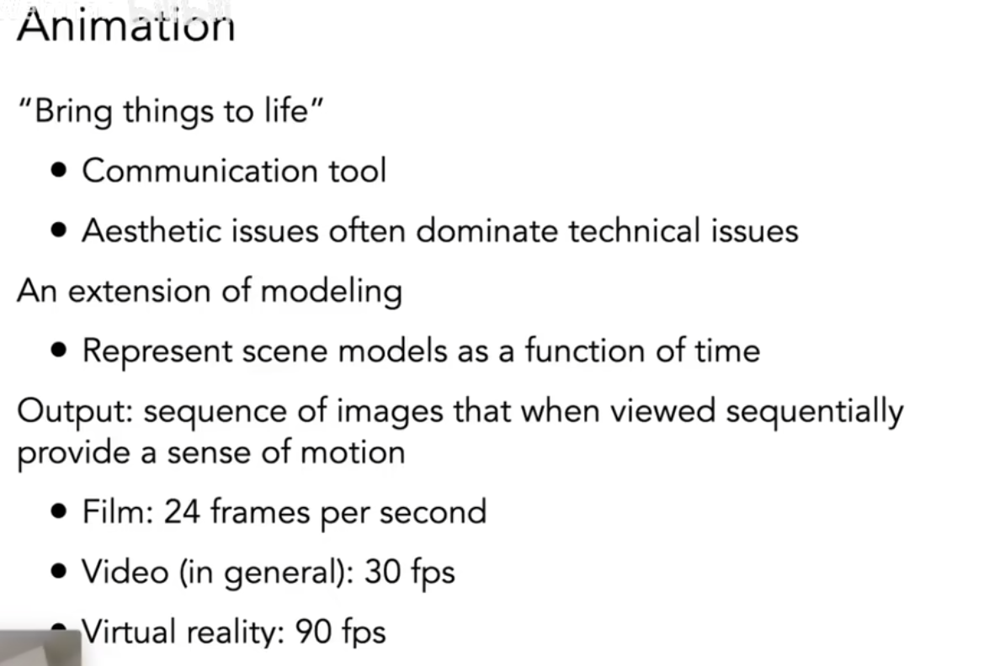 Animation
“Bring things to life”
● Communication tool
● Aesthetic issues often dominate technical issues
An extension of modeling
● Represent scene models as a function of time
Output: sequence of images that when viewed sequentially
provide a sense of motion
● Film: 24 frames per second
● Video (in general): 30 fps
● Virtual reality: 90 fps